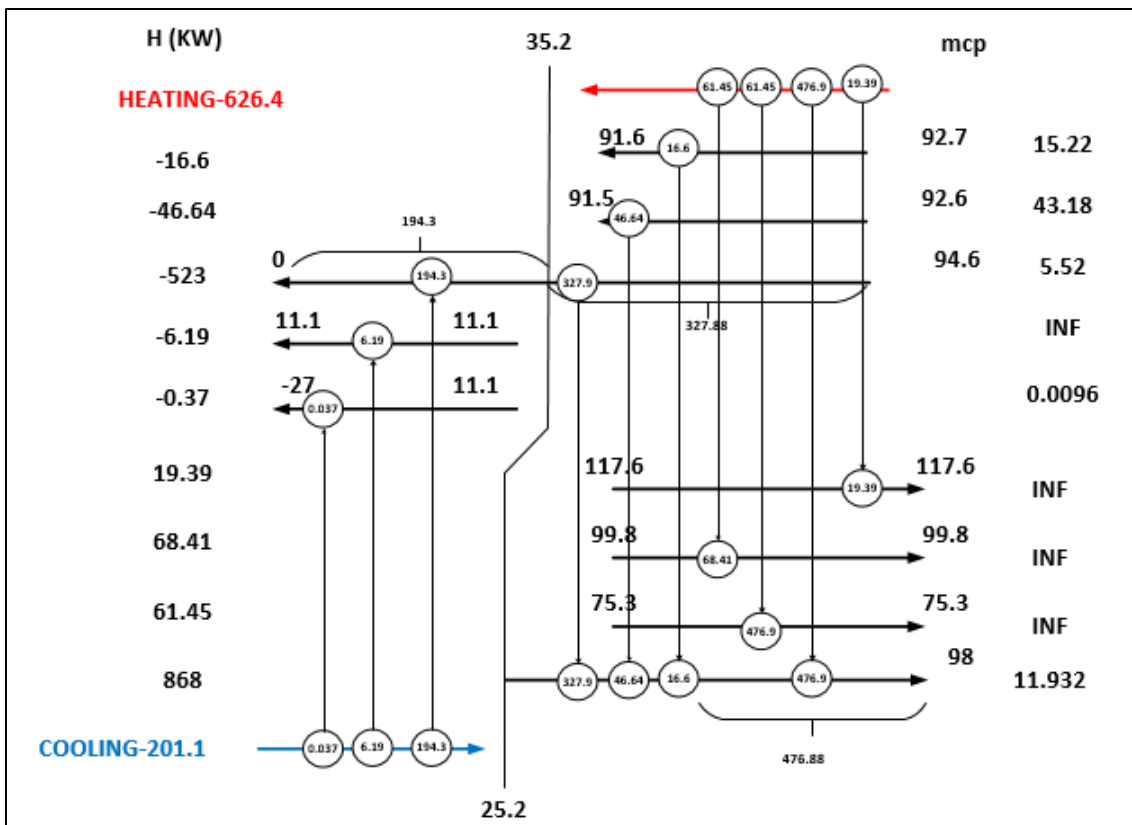 H (KW) 35.2 mcp
HEATING-626.4 61.45 61.45 476.9 19.39
-16.6 91.6 16.6 92.7 15.22
-46.64 91.5 46.64 92.6 43.18
194.3
-523 0 194.3 327.9 94.6 5.52
327.88
-6.19 11.1 6.19 11.1 INF
-0.37 -27 0.037 11.1 0.0096
19.39 117.6 19.39 117.6 INF
68.41 99.8 68.41 99.8 INF
61.45 75.3 476.9 75.3 INF
868 327.9 46.64 16.6 476.9 98 11.932
COOLING-201.1 0.037 6.19 194.3 476.88
25.2